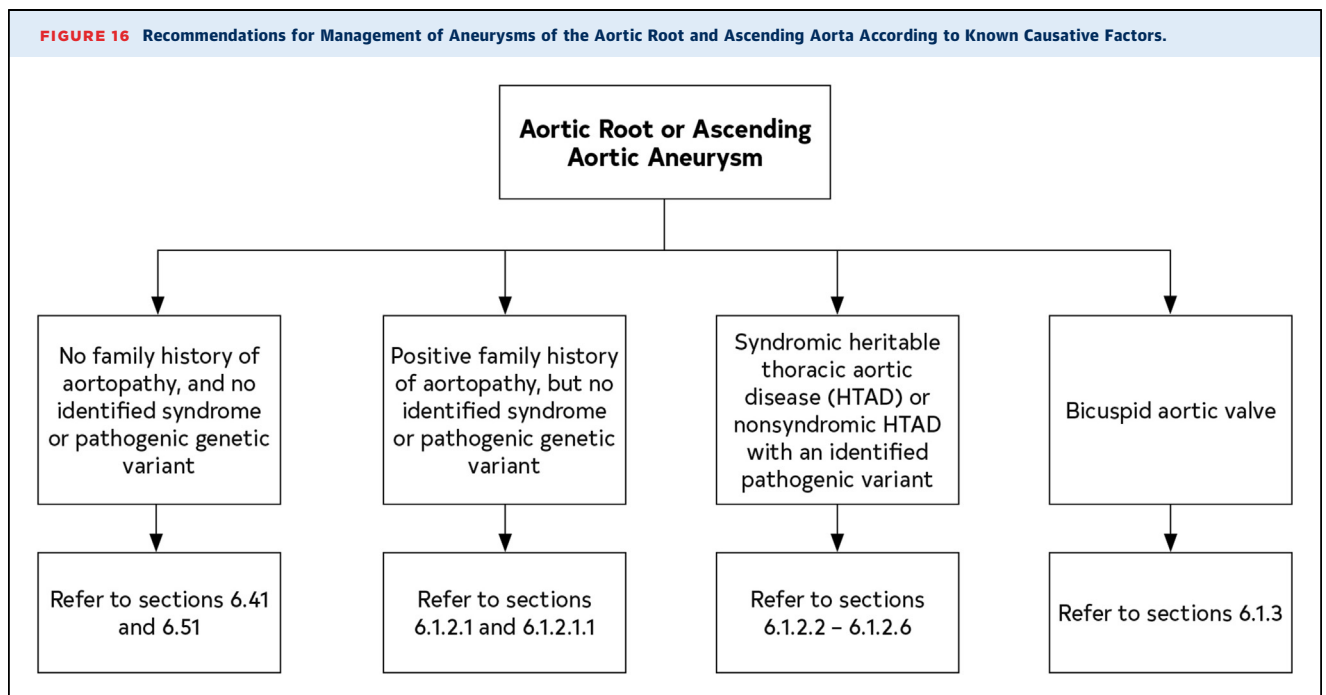 FIGURE 16 Recommendations for Management of Aneurysms of the Aortic Root and Ascending Aorta According to Known Causative Factors.
Aortic Root or Ascending
Aortic Aneurysm
No family history of
aortopathy, and no
identified syndrome
or pathogenic genetic
variant
Positive family history
of aortopathy, but no
identified syndrome
or pathogenic genetic
variant
Syndromic heritable
thoracic aortic
disease (HTAD) or
nonsyndromic HTAD
with an identified
pathogenic variant
Bicuspid aortic valve
Refer to sections 6.41
and 6.51
Refer to sections
6.1.2.1 and 6.1.2.1.1
Refer to sections
6.1.2.2 – 6.1.2.6
Refer to sections 6.1.3